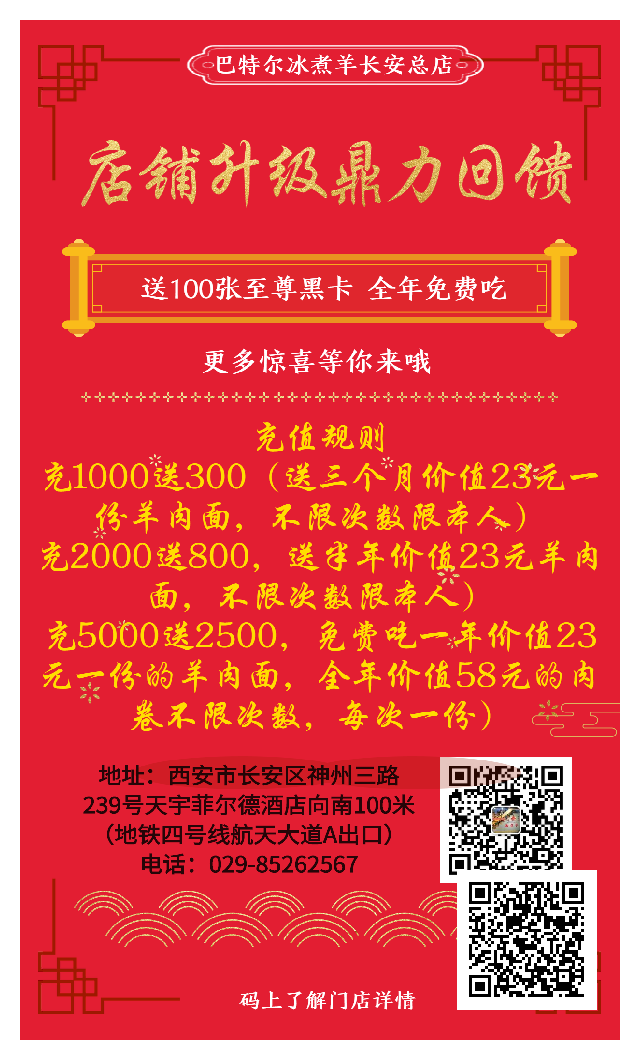 巴特尔冰煮羊长安总店
店铺升级鼎力回馈
送100张至尊黑卡 全年免费吃
更多惊喜等你来哦
充值规则
充1000送300（送三个月价值23元一
份羊肉面，不限次数限本人）
充2000送800，送半年价值23元羊肉
面，不限次数限本人）
充5000送2500，免费吃一年价值23
元一份的羊肉面，全年价值58元的肉
卷不限次数，每次一份）
地址：西安市长安区神州三路
239号天宇菲尔德酒店向南100米
（地铁四号线航天大道A出口）
电话：029-85262567
码上了解门店详情